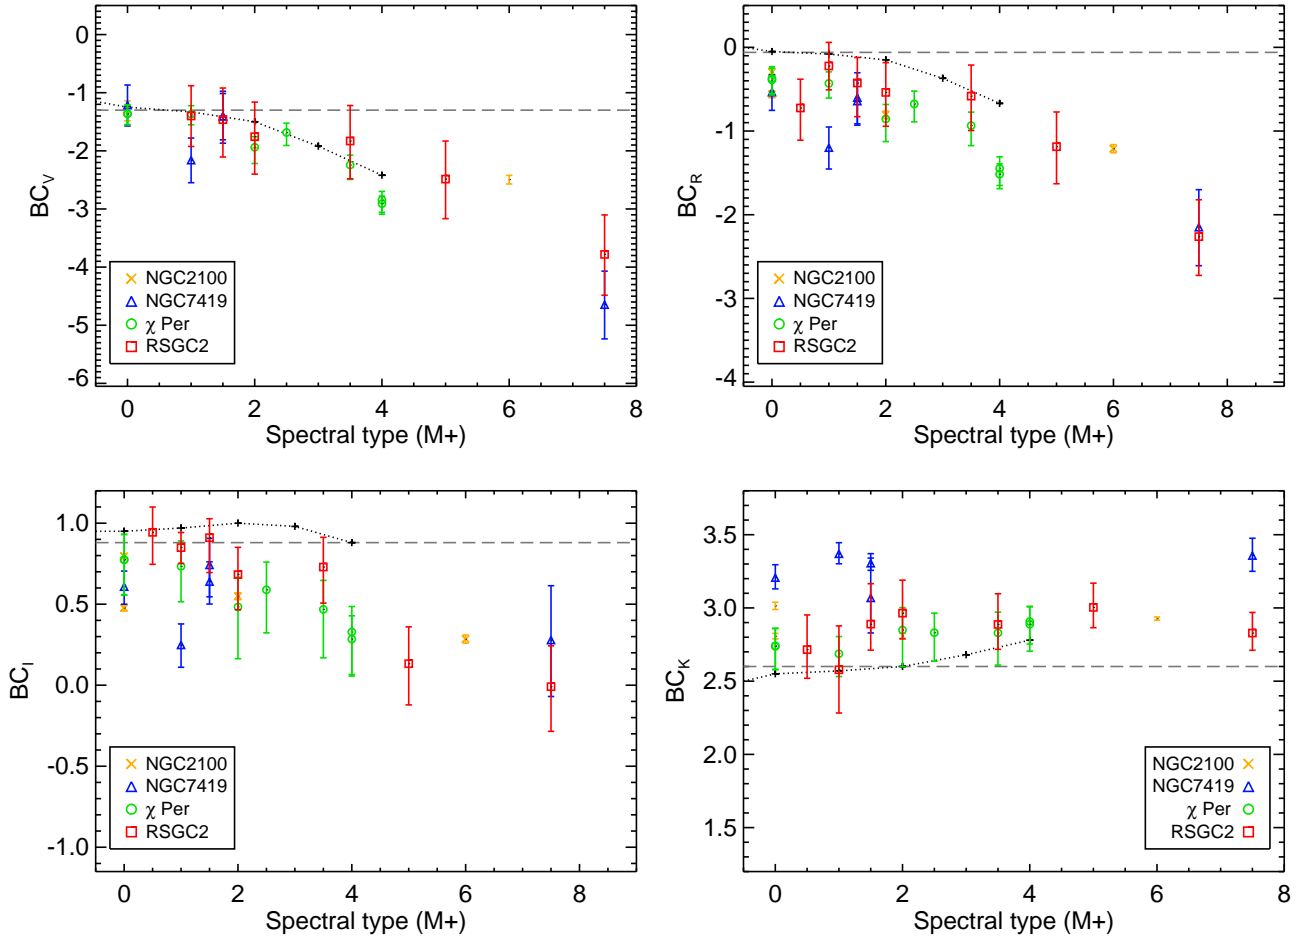 0
-1
-2
-3
-4
-5
-6
BC_V
NGC2100
NGC7419
χ Per
RSGC2
0 2 4 6 8
Spectral type (M+)
0
-1
-2
-3
-4
BC_R
NGC2100
NGC7419
χ Per
RSGC2
0 2 4 6 8
Spectral type (M+)
1.0
0.5
0.0
-0.5
-1.0
BC_I
NGC2100
NGC7419
χ Per
RSGC2
0 2 4 6 8
Spectral type (M+)
3.5
3.0
2.5
2.0
1.5
BC_K
NGC2100
NGC7419
χ Per
RSGC2
0 2 4 6 8
Spectral type (M+)